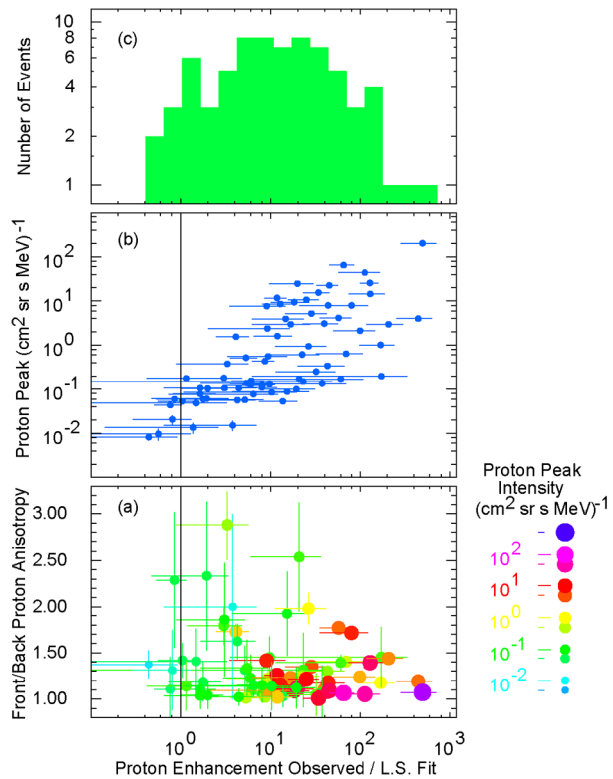 (c)
Nunber of Events
10
8
6
4
2
1
(b)
Proton Peak (cm² sr s MeV)⁻¹
10²
10¹
10⁰
10⁻¹
10⁻²
(a)
Front/Back Proton Anisotropy
3.00
2.50
2.00
1.50
1.00
10⁰ 10¹ 10² 10³
Proton Enhancement Observed / L.S. Fit
Proton Peak
Intensity
(cm² sr s MeV)⁻¹
10²
10¹
10⁰
10⁻¹
10⁻²